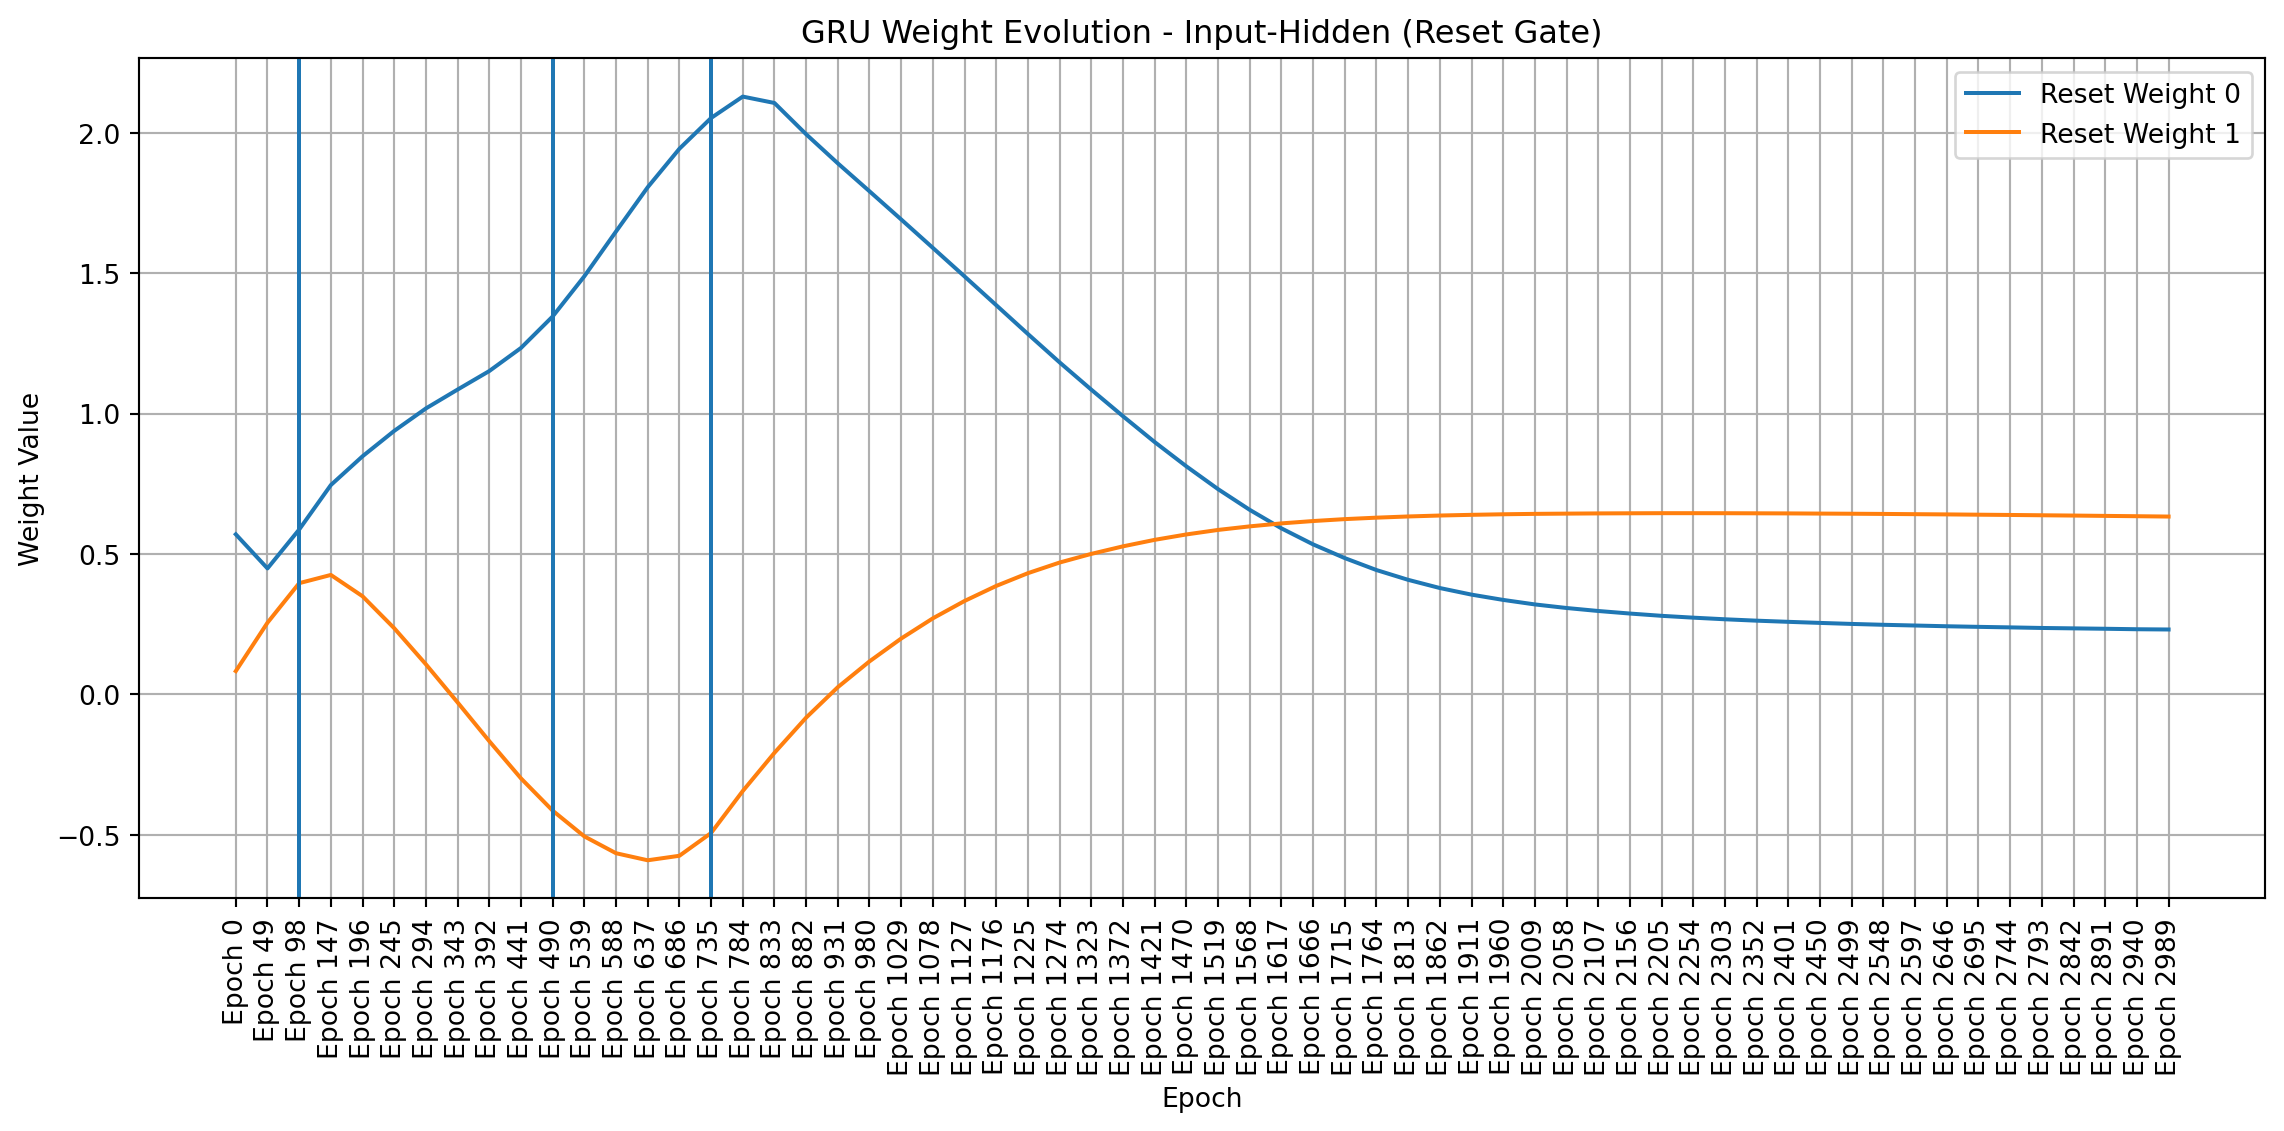 GRU Weight Evolution - Input-Hidden (Reset Gate)
Reset Weight 0
Reset Weight 1
Weight Value
2.0
1.5
1.0
0.5
0.0
−0.5
Epoch 0
Epoch 49
Epoch 98
Epoch 147
Epoch 196
Epoch 245
Epoch 294
Epoch 343
Epoch 392
Epoch 441
Epoch 490
Epoch 539
Epoch 588
Epoch 637
Epoch 686
Epoch 735
Epoch 784
Epoch 833
Epoch 882
Epoch 931
Epoch 980
Epoch 1029
Epoch 1078
Epoch 1127
Epoch 1176
Epoch 1225
Epoch 1274
Epoch 1323
Epoch 1372
Epoch 1421
Epoch 1470
Epoch 1519
Epoch 1568
Epoch 1617
Epoch 1666
Epoch 1715
Epoch 1764
Epoch 1813
Epoch 1862
Epoch 1911
Epoch 1960
Epoch 2009
Epoch 2058
Epoch 2107
Epoch 2156
Epoch 2205
Epoch 2254
Epoch 2303
Epoch 2352
Epoch 2401
Epoch 2450
Epoch 2499
Epoch 2548
Epoch 2597
Epoch 2646
Epoch 2695
Epoch 2744
Epoch 2793
Epoch 2842
Epoch 2891
Epoch 2940
Epoch 2989
Epoch